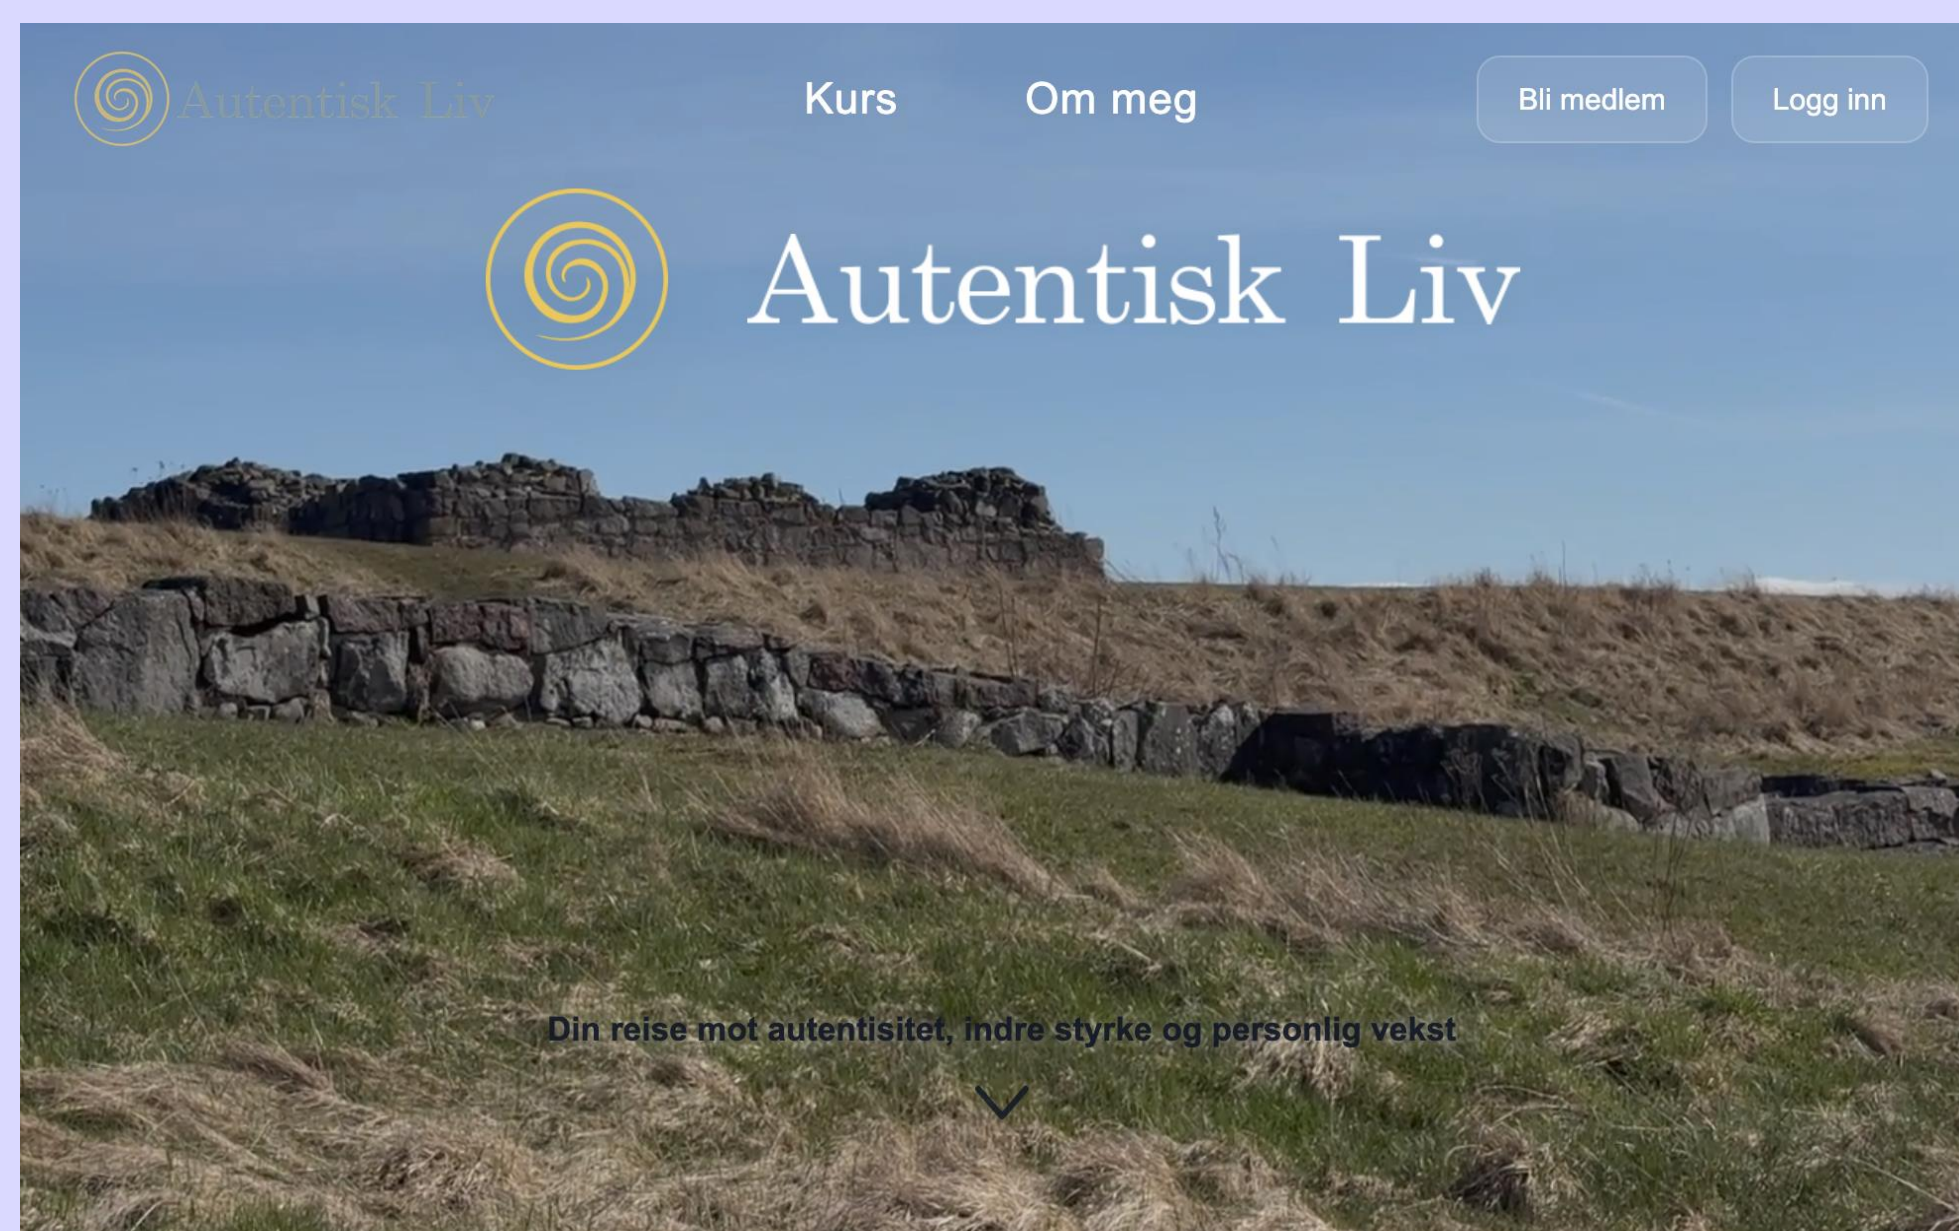 Autentisk Liv
Kurs
Om meg
Bli medlem
Logg inn
Autentisk Liv
Din reise mot autentisitet, indre styrke og personlig vekst